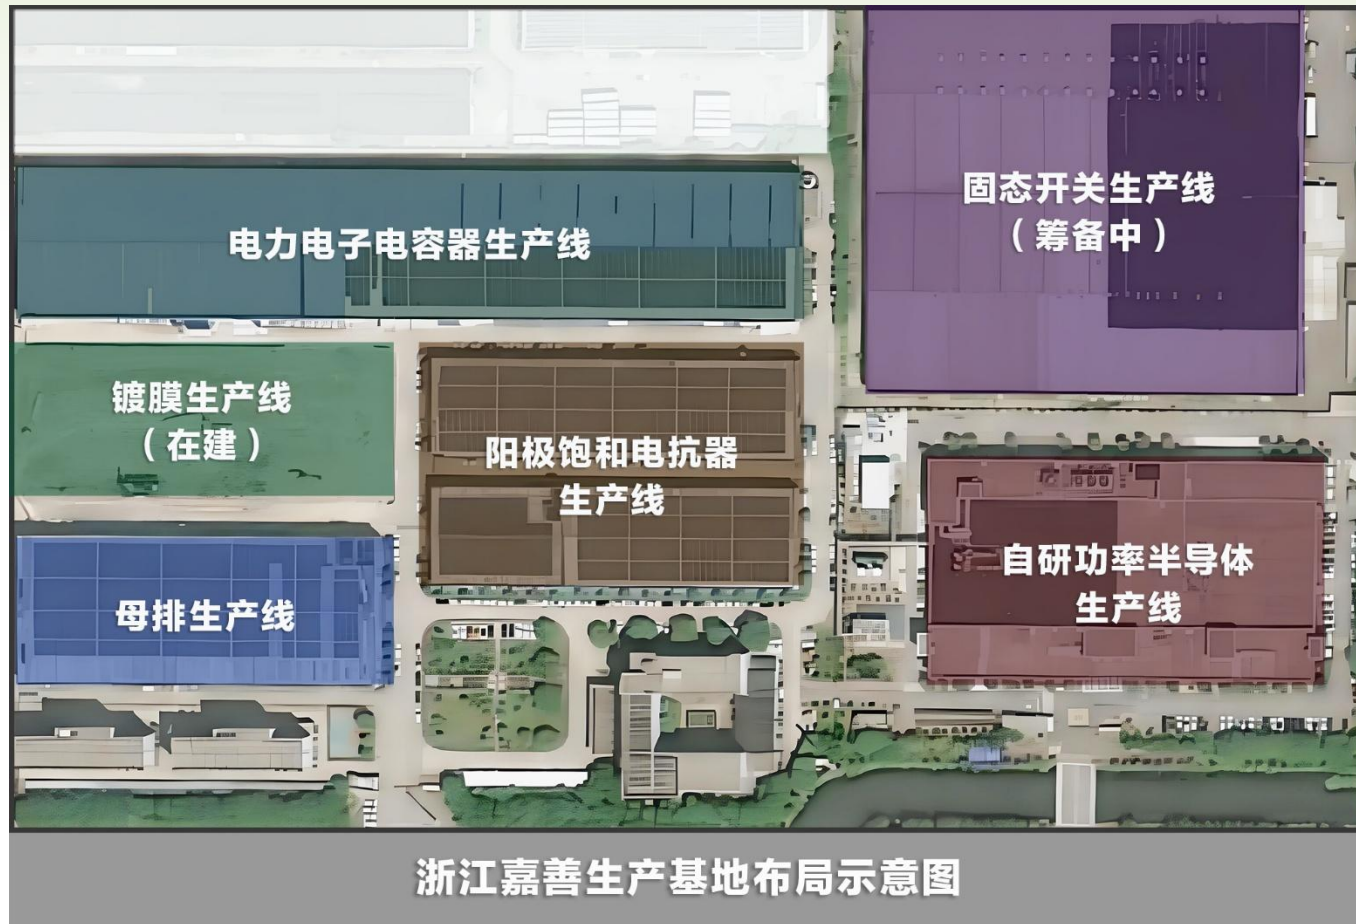 电力电子电容器生产线
固态开关生产线
（筹备中）
镀膜生产线
（在建）
阳极饱和电抗器
生产线
母排生产线
自研功率半导体
生产线
浙江嘉善生产基地布局示意图